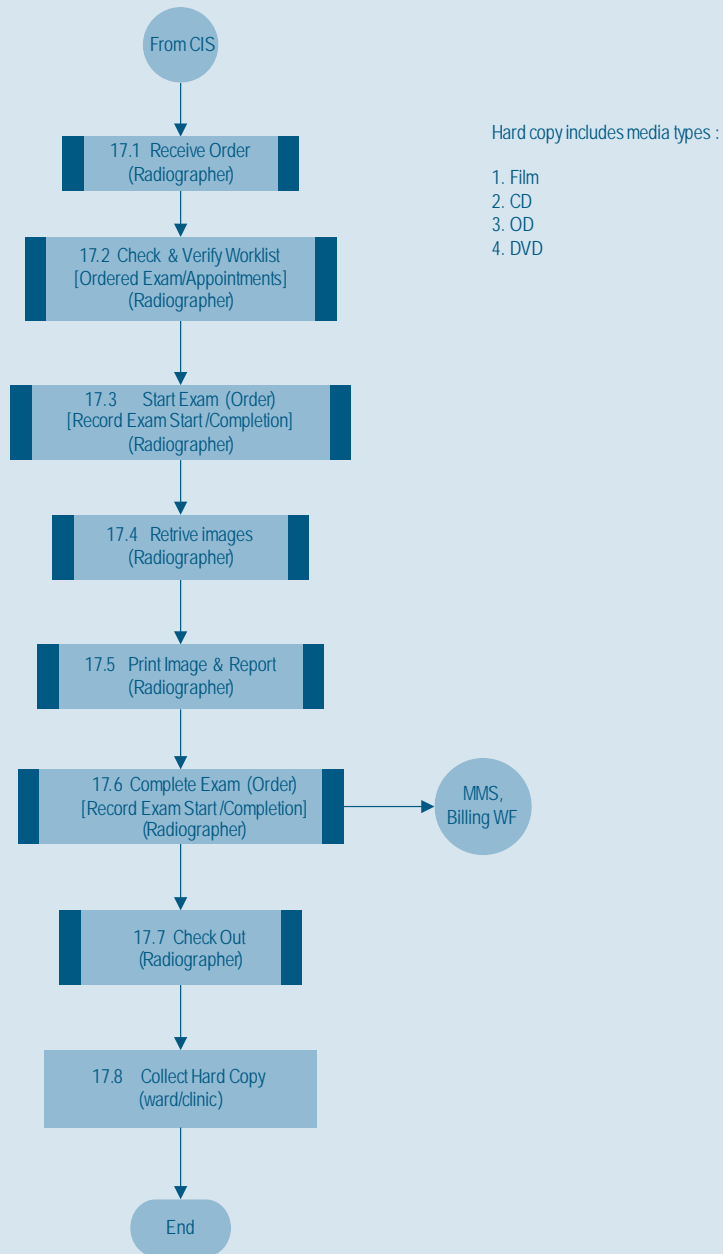 From CIS
Hard copy includes media types :
1. Film
2. CD
3. OD
4. DVD
17.1 Receive Order
(Radiographer)
17.2 Check & Verify Worklist
[Ordered Exam/Appointments]
(Radiographer)
17.3 Start Exam (Order)
[Record Exam Start/Completion]
(Radiographer)
17.4 Retrive images
(Radiographer)
17.5 Print Image & Report
(Radiographer)
17.6 Complete Exam (Order)
[Record Exam Start/Completion]
(Radiographer)
MMS,
Billing WF
17.7 Check Out
(Radiographer)
17.8 Collect Hard Copy
(ward/clinic)
End